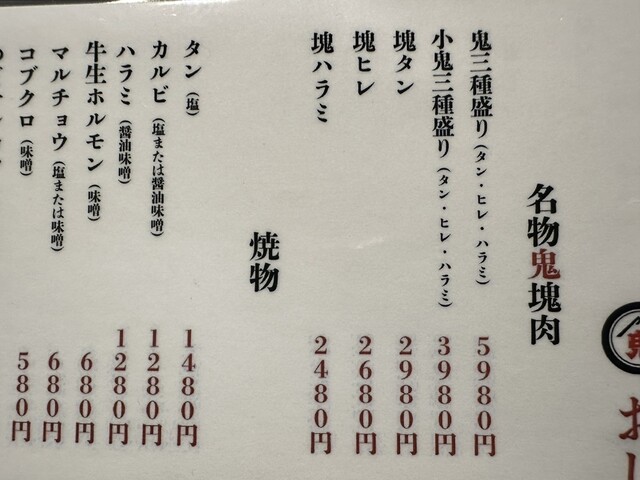 名物鬼塊肉
鬼三種盛り(タン・ヒレ・ハラミ) 5980円
小鬼三種盛り(タン・ヒレ・ハラミ) 3980円
塊タン 2980円
塊ヒレ 2680円
塊ハラミ 2480円
焼物
タン(塩) 1480円
カルビ(塩または醤油味噌) 1280円
ハラミ(醤油味噌) 1280円
牛生ホルモン(味噌) 680円
マルチョウ(塩または味噌) 680円
コブクロ(味噌) 580円